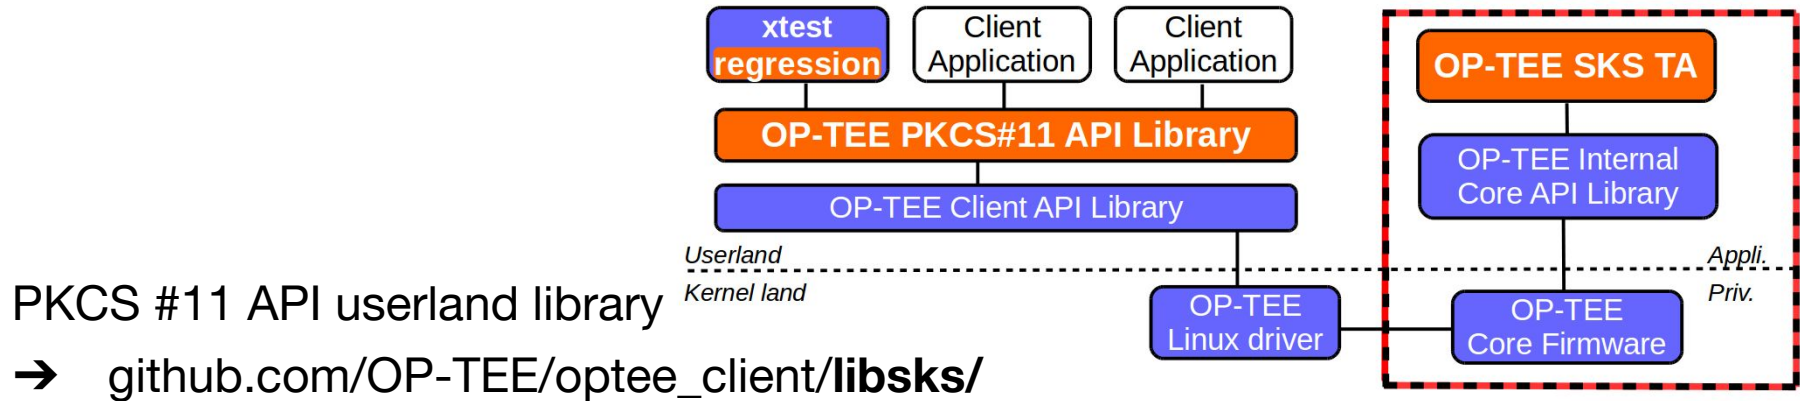 xtest
regression
Client
Application
Client
Application
OP-TEE SKS TA
OP-TEE PKCS#11 API Library
OP-TEE Internal
Core API Library
OP-TEE Client API Library
Userland
Appli.
Kernel land
Priv.
OP-TEE
Linux driver
OP-TEE
Core Firmware
PKCS #11 API userland library
➔ github.com/OP-TEE/optee_client/libsks/